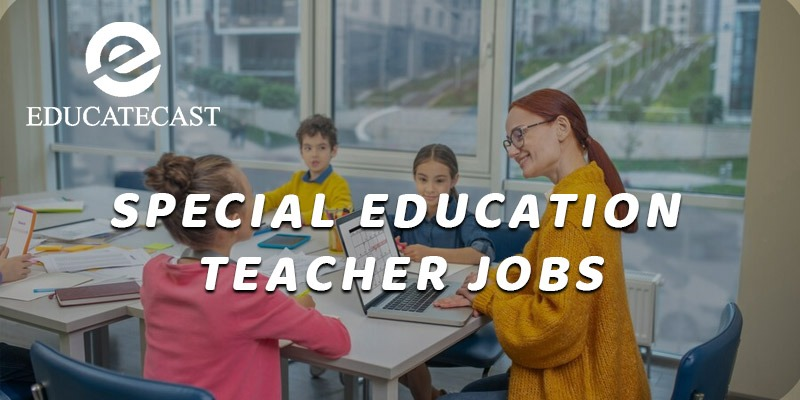 EDUCATECAST
SPECIAL EDUCATION
TEACHER JOBS